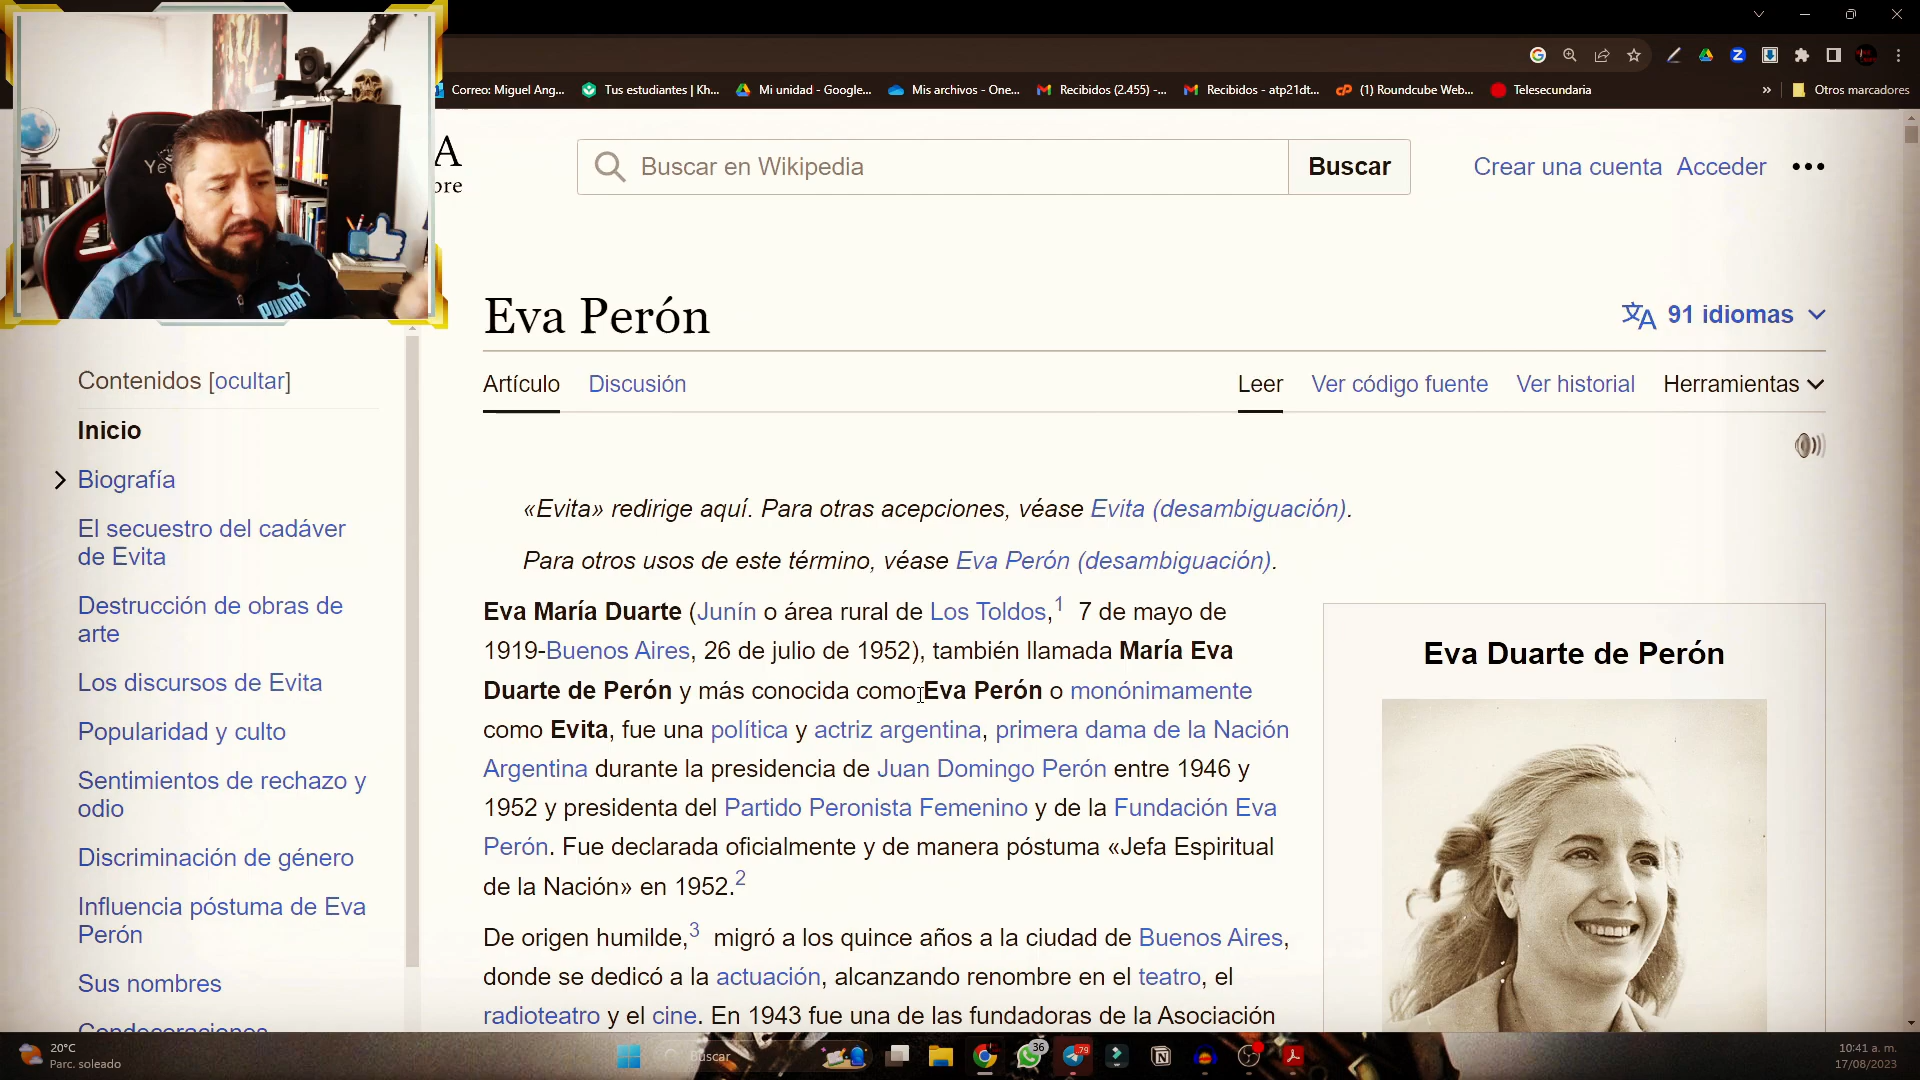 Correo: Miguel Ang...
Tus estudiantes | Kh...
Mi unidad - Google...
Mis archivos - One...
Recibidos (2.455) -...
Recibidos - atp21dt...
(1) Roundcube Web...
Telesecundaria
»
Otros marcadores
Ye
PUMA
A
bre
Buscar en Wikipedia
Buscar
Crear una cuenta
Acceder
Eva Perón
91 idiomas
Artículo
Discusión
Leer
Ver código fuente
Ver historial
Herramientas
Contenidos [ocultar]
Inicio
Biografía
El secuestro del cadáver
de Evita
Destrucción de obras de
arte
Los discursos de Evita
Popularidad y culto
Sentimientos de rechazo y
odio
Discriminación de género
Influencia póstuma de Eva
Perón
Sus nombres
Condecoraciones
«Evita» redirige aquí. Para otras acepciones, véase Evita (desambiguación).
Para otros usos de este término, véase Eva Perón (desambiguación).
Eva María Duarte (Junín o área rural de Los Toldos,1 7 de mayo de
1919-Buenos Aires, 26 de julio de 1952), también llamada María Eva
Duarte de Perón y más conocida como Eva Perón o monónimamente
como Evita, fue una política y actriz argentina, primera dama de la Nación
Argentina durante la presidencia de Juan Domingo Perón entre 1946 y
1952 y presidenta del Partido Peronista Femenino y de la Fundación Eva
Perón. Fue declarada oficialmente y de manera póstuma «Jefa Espiritual
de la Nación» en 1952.2
De origen humilde,3 migró a los quince años a la ciudad de Buenos Aires,
donde se dedicó a la actuación, alcanzando renombre en el teatro, el
radioteatro y el cine. En 1943 fue una de las fundadoras de la Asociación
Eva Duarte de Perón
20°C
Parc. soleado
Buscar
36
79
10:41 a. m.
17/08/2023